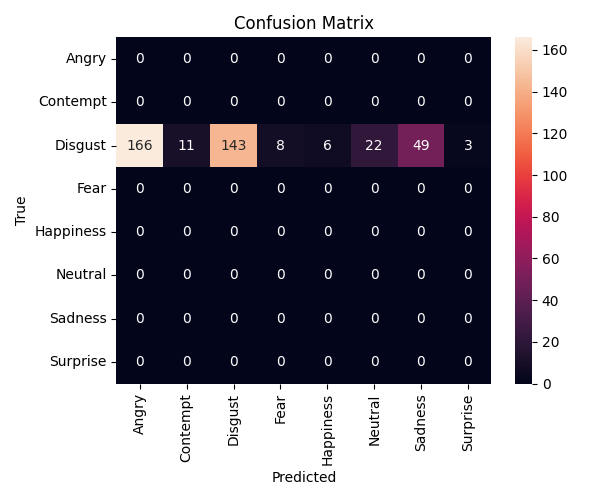 Confusion Matrix
Angry 0 0 0 0 0 0 0 0
Contempt 0 0 0 0 0 0 0 0
Disgust 166 11 143 8 6 22 49 3
Fear 0 0 0 0 0 0 0 0
Happiness 0 0 0 0 0 0 0 0
Neutral 0 0 0 0 0 0 0 0
Sadness 0 0 0 0 0 0 0 0
Surprise 0 0 0 0 0 0 0 0
True
Angry Contempt Disgust Fear Happiness Neutral Sadness Surprise
Predicted
160
140
120
100
80
60
40
20
0